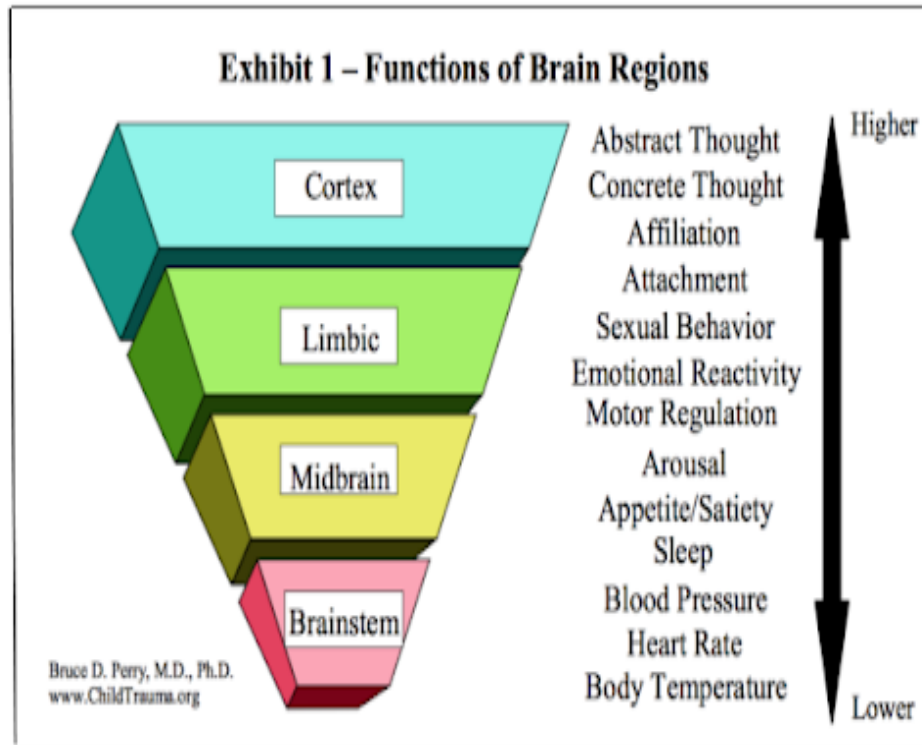 Exhibit 1 – Functions of Brain Regions
Cortex
Limbic
Midbrain
Brainstem
Abstract Thought
Concrete Thought
Affiliation
Attachment
Sexual Behavior
Emotional Reactivity
Motor Regulation
Arousal
Appetite/Satiety
Sleep
Blood Pressure
Heart Rate
Body Temperature
Higher
Lower
Bruce D. Perry, M.D., Ph.D.
www.ChildTrauma.org